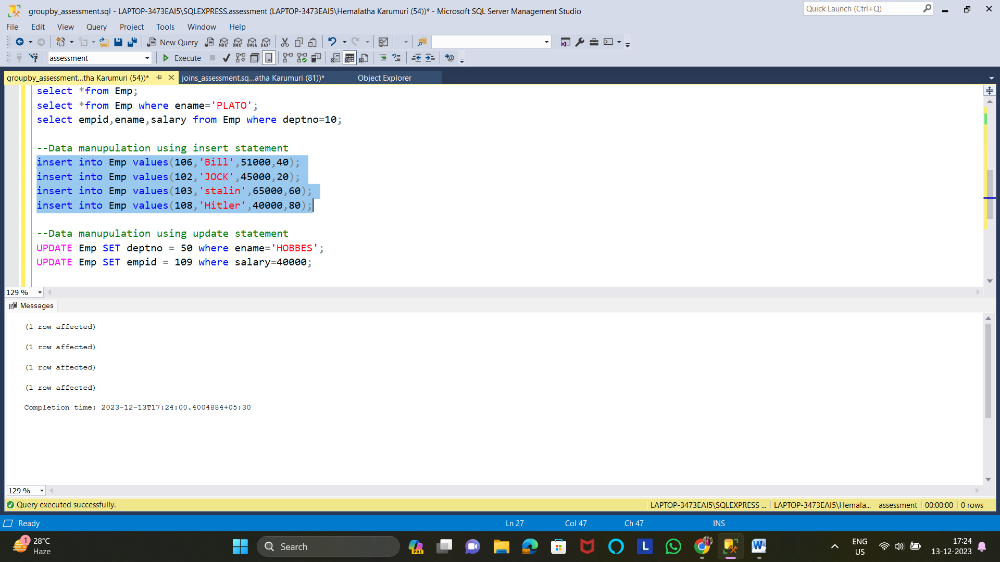 groupby_assessment.sql - LAPTOP-3473EAI5\SQLEXPRESS.assessment (LAPTOP-3473EAI5\Hemalatha Karumuri (54))* - Microsoft SQL Server Management Studio
Quick Launch (Ctrl+Q)
File Edit View Query Project Tools Window Help
New Query MDX DMX XMLA DAX
assessment Execute
groupby_assessment...tha Karumuri (54))* joins_assessment.sq...atha Karumuri (81))* Object Explorer
select *from Emp;
select *from Emp where ename='PLATO';
select empid,ename,salary from Emp where deptno=10;
--Data manupulation using insert statement
insert into Emp values(106,'Bill',51000,40);
insert into Emp values(102,'JOCK',45000,20);
insert into Emp values(103,'stalin',65000,60);
insert into Emp values(108,'Hitler',40000,80);
--Data manupulation using update statement
UPDATE Emp SET deptno = 50 where ename='HOBBES';
UPDATE Emp SET empid = 109 where salary=40000;
129 %
Messages
(1 row affected)
(1 row affected)
(1 row affected)
(1 row affected)
Completion time: 2023-12-13T17:24:00.4004884+05:30
129 %
Query executed successfully. LAPTOP-3473EAI5\SQLEXPRESS ... LAPTOP-3473EAI5\Hemala... assessment 00:00:00 0 rows
Ready Ln 27 Col 47 Ch 47 INS
1 28°C
Haze
Search
PRE
L
W
ENG
US
17:24
13-12-2023